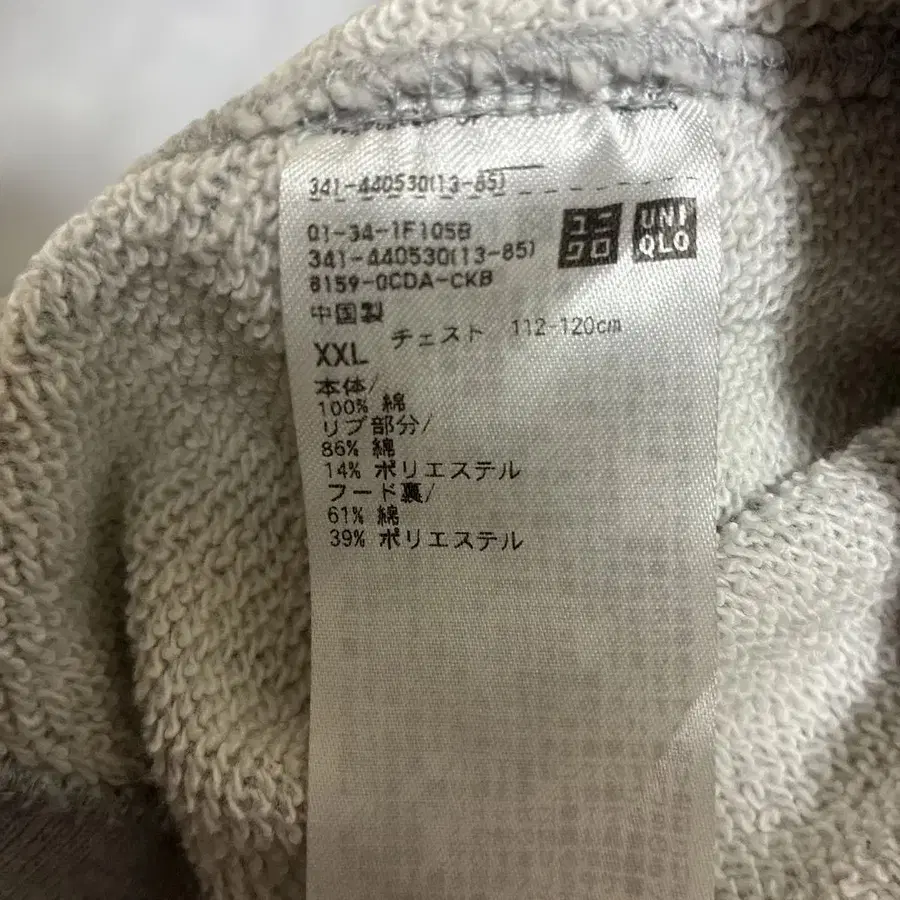 341-440530(13-85)
01-34-1F105B
341-440530(13-85)
8159-0CDA-CKB
ユニ
クロ
UNI
QLO
中国製
XXL チェスト 112-120cm
本体/
100% 綿
リブ部分/
86% 綿
14% ポリエステル
フード裏/
61% 綿
39% ポリエステル